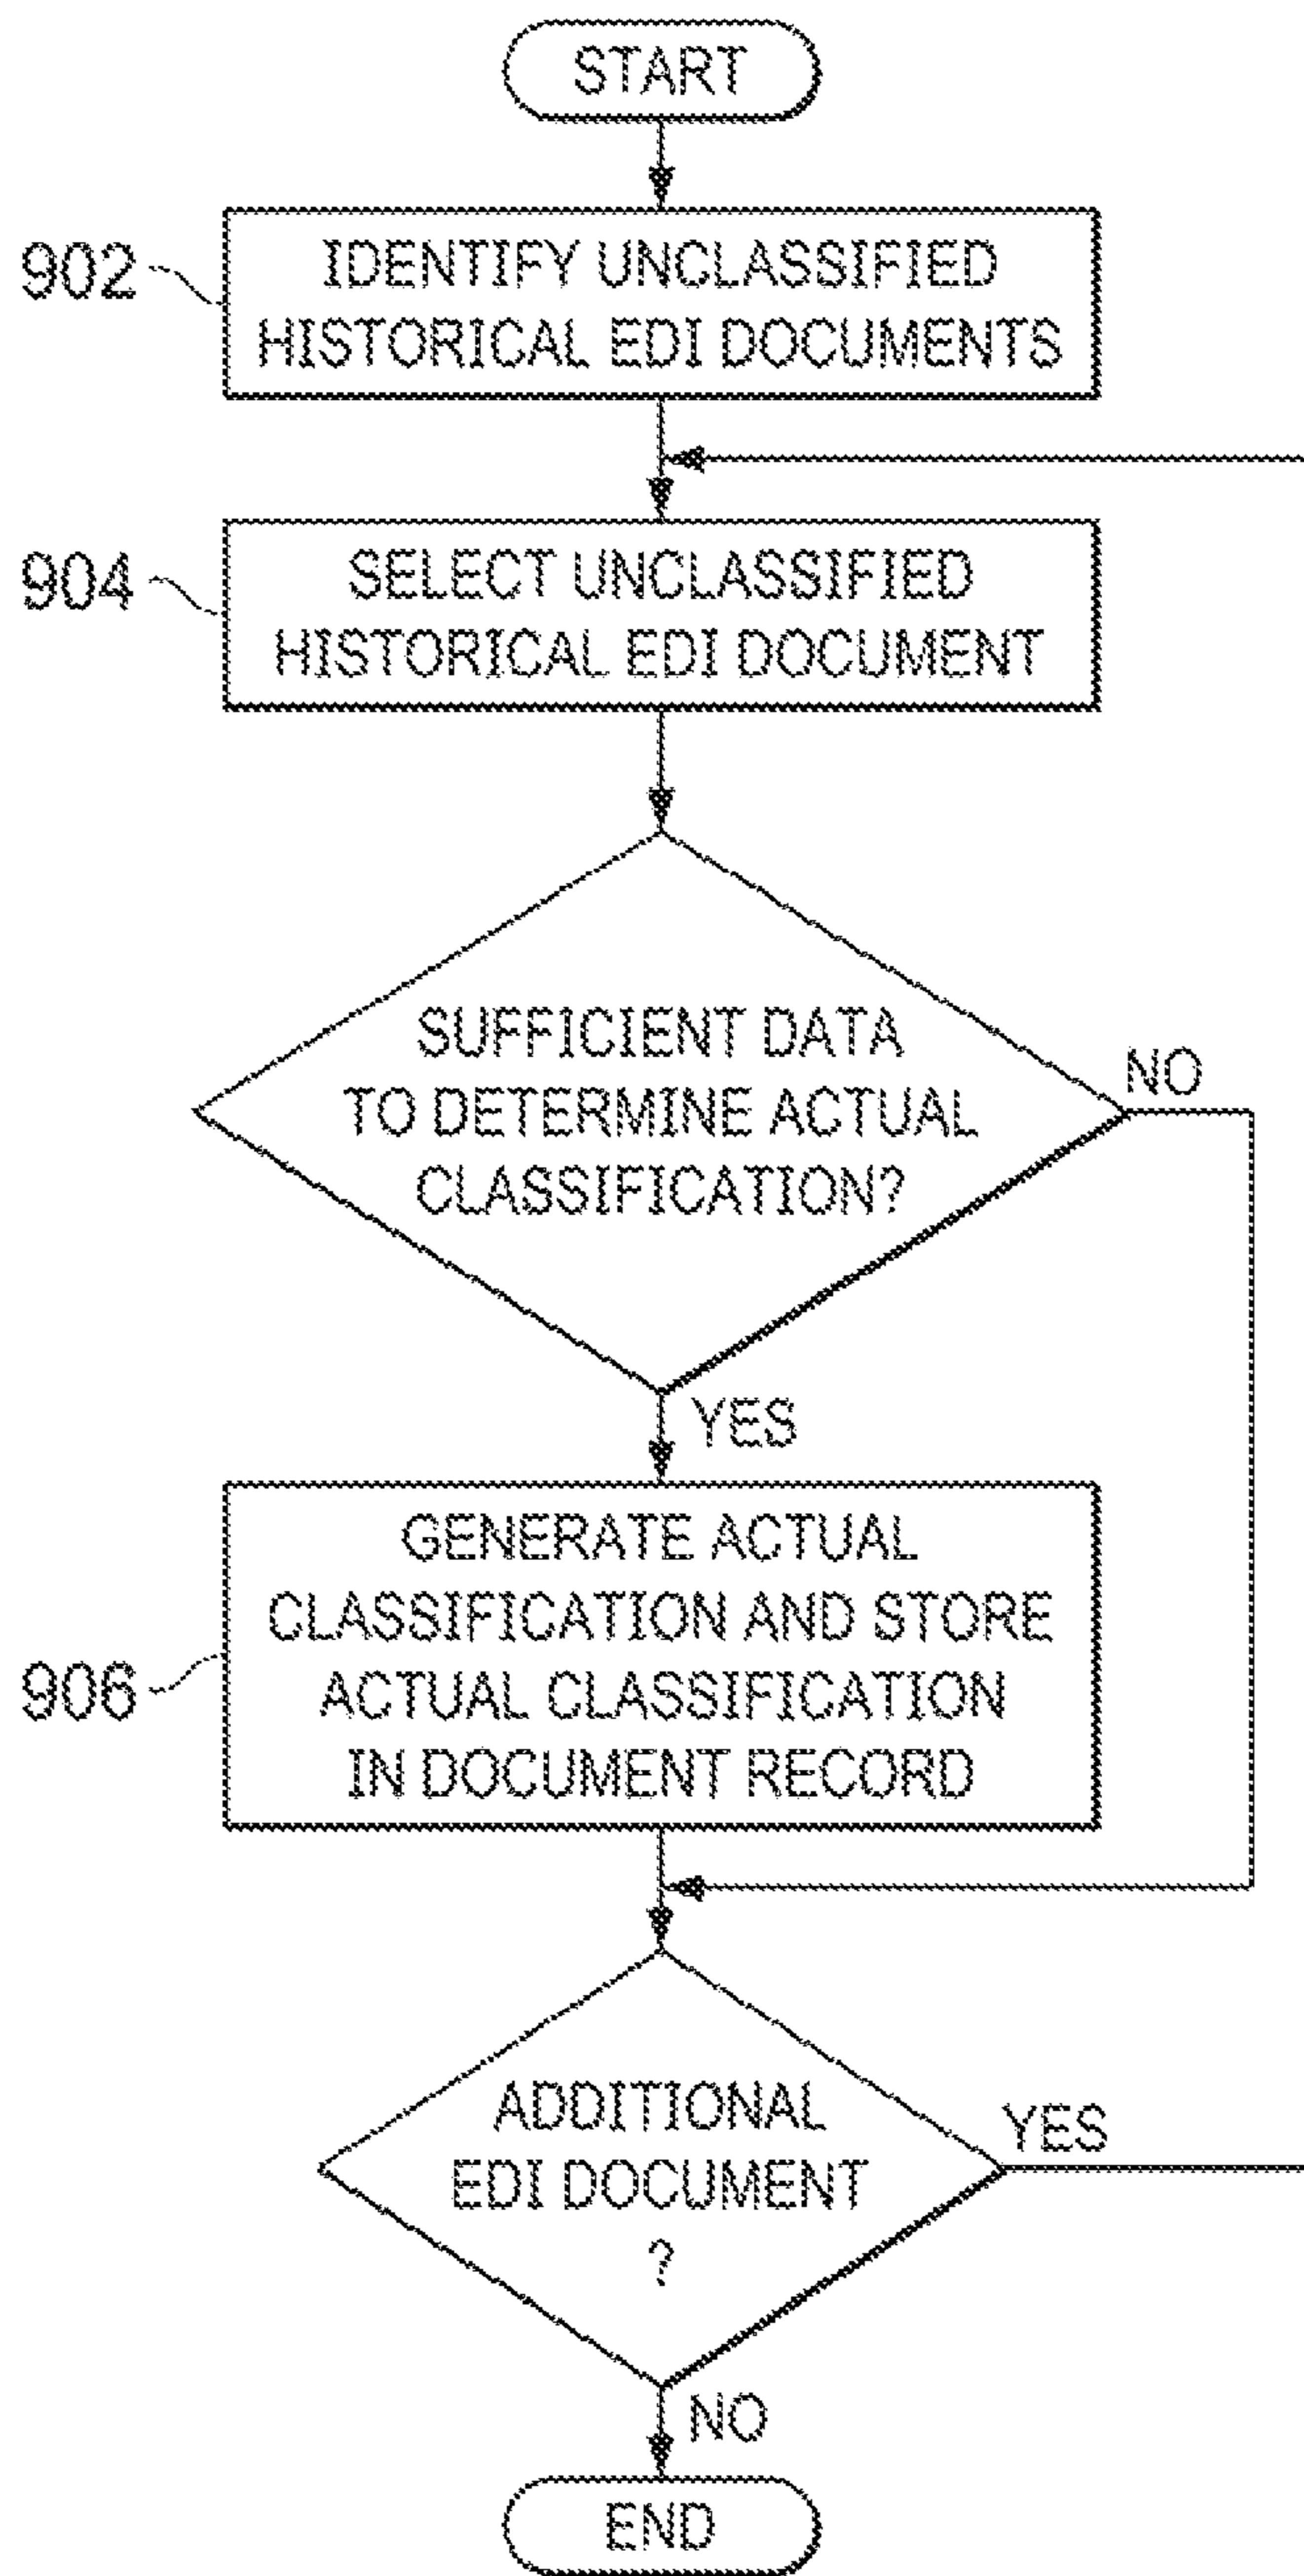 START
902
IDENTIFY UNCLASSIFIED
HISTORICAL EDI DOCUMENTS
904
SELECT UNCLASSIFIED
HISTORICAL EDI DOCUMENT
SUFFICIENT DATA
TO DETERMINE ACTUAL
CLASSIFICATION?
NO
YES
906
GENERATE ACTUAL
CLASSIFICATION AND STORE
ACTUAL CLASSIFICATION
IN DOCUMENT RECORD
ADDITIONAL
EDI DOCUMENT
?
YES
NO
END